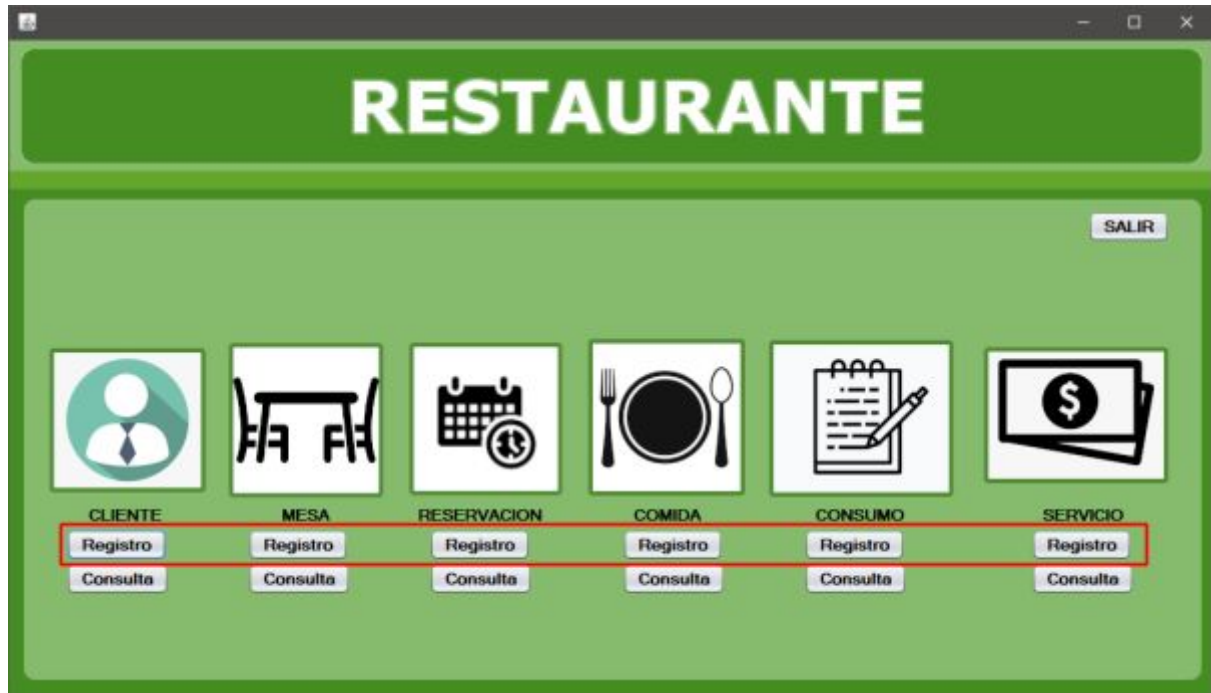 RESTAURANTE
SALIR
CLIENTE MESA RESERVACION COMIDA CONSUMO SERVICIO
Registro Registro Registro Registro Registro Registro
Consulta Consulta Consulta Consulta Consulta Consulta